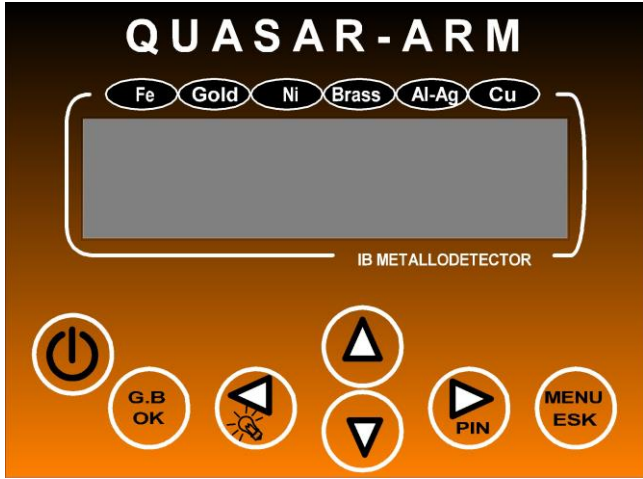 QUASAR-ARM
Fe Gold Ni Brass Al-Ag Cu
IB METALLODETECTOR
G.B
OK
PIN
MENU
ESK